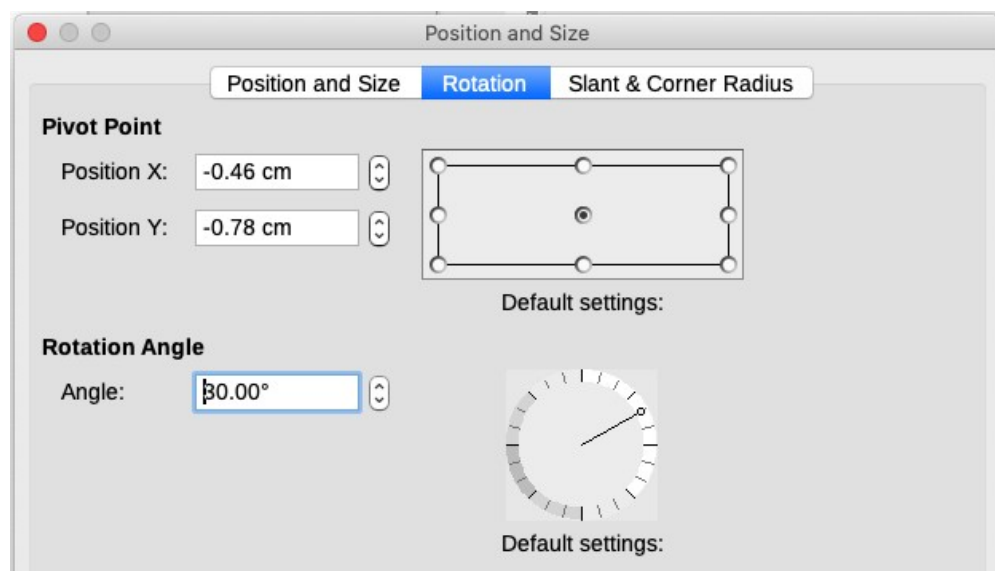 Position and Size
Position and Size Rotation Slant & Corner Radius
Pivot Point
Position X: -0.46 cm
Position Y: -0.78 cm
Default settings:
Rotation Angle
Angle: 30.00°
Default settings: